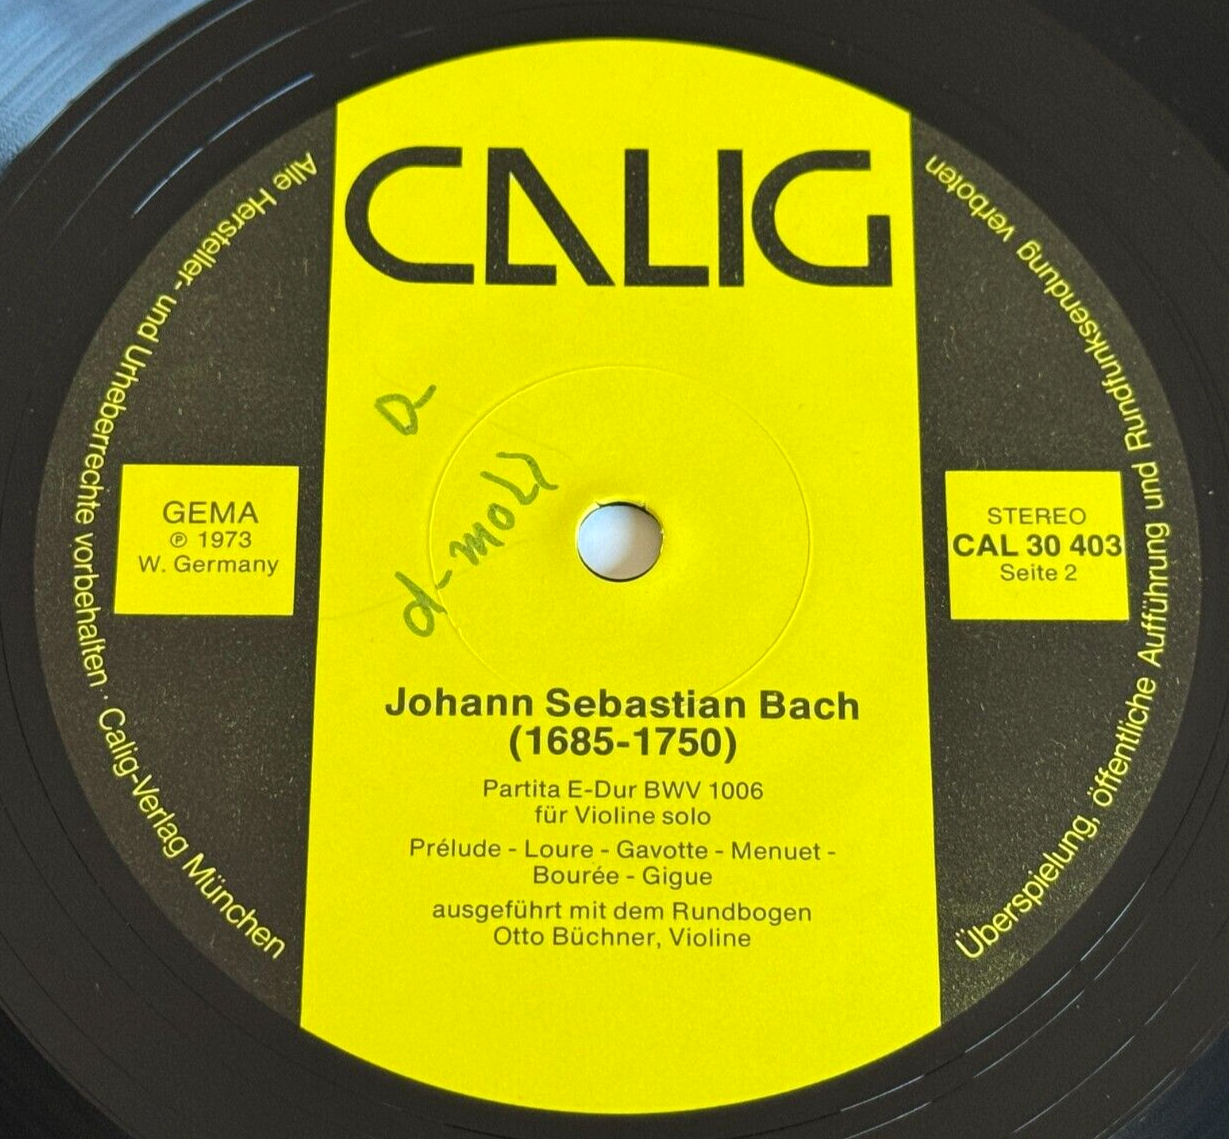 CALIG
Alle Hersteller- und Urheberrechte vorbehalten · Calig-Verlag München
Überspielung, öffentliche Aufführung und Rundfunksendung verboten
D
d-moll
GEMA
℗ 1973
W. Germany
STEREO
CAL 30 403
Seite 2
Johann Sebastian Bach
(1685-1750)
Partita E-Dur BWV 1006
für Violine solo
Prélude - Loure - Gavotte - Menuet -
Bourée - Gigue
ausgeführt mit dem Rundbogen
Otto Büchner, Violine